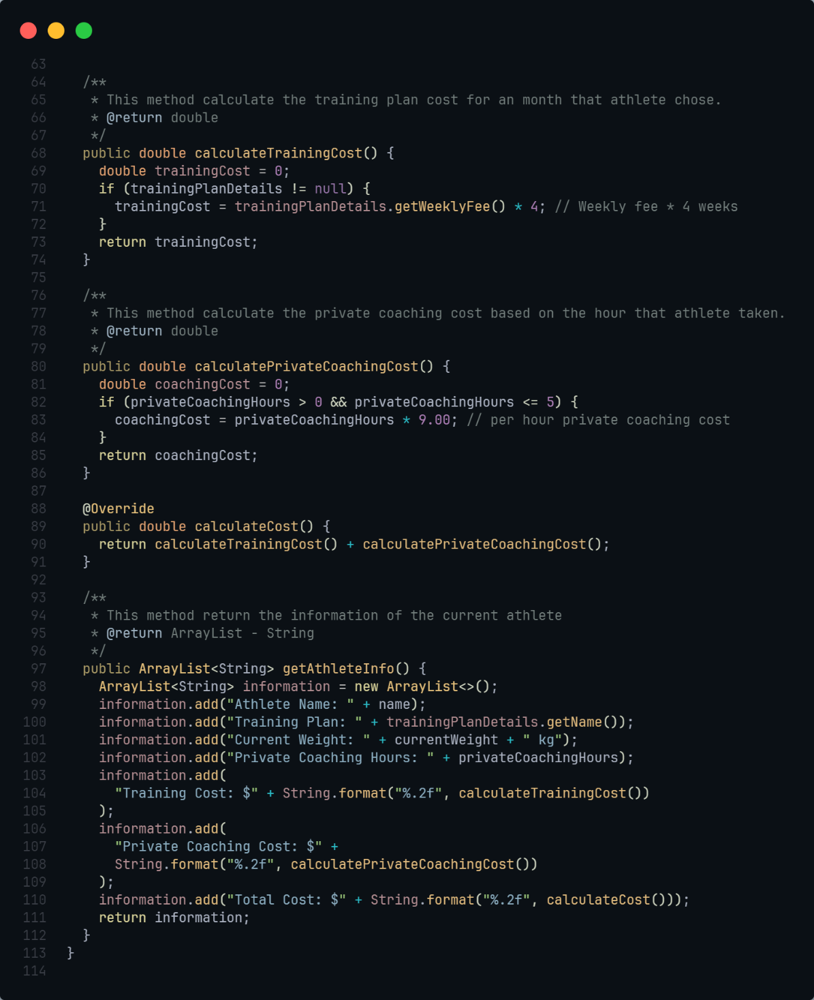 63
64 /**
65 * This method calculate the training plan cost for an month that athlete chose.
66 * @return double
67 */
68 public double calculateTrainingCost() {
69 double trainingCost = 0;
70 if (trainingPlanDetails != null) {
71 trainingCost = trainingPlanDetails.getWeeklyFee() * 4; // Weekly fee * 4 weeks
72 }
73 return trainingCost;
74 }
75
76 /**
77 * This method calculate the private coaching cost based on the hour that athlete taken.
78 * @return double
79 */
80 public double calculatePrivateCoachingCost() {
81 double coachingCost = 0;
82 if (privateCoachingHours > 0 && privateCoachingHours <= 5) {
83 coachingCost = privateCoachingHours * 9.00; // per hour private coaching cost
84 }
85 return coachingCost;
86 }
87
88 @Override
89 public double calculateCost() {
90 return calculateTrainingCost() + calculatePrivateCoachingCost();
91 }
92
93 /**
94 * This method return the information of the current athlete
95 * @return ArrayList - String
96 */
97 public ArrayList<String> getAthleteInfo() {
98 ArrayList<String> information = new ArrayList<>();
99 information.add("Athlete Name: " + name);
100 information.add("Training Plan: " + trainingPlanDetails.getName());
101 information.add("Current Weight: " + currentWeight + " kg");
102 information.add("Private Coaching Hours: " + privateCoachingHours);
103 information.add(
104 "Training Cost: $" + String.format("%.2f", calculateTrainingCost())
105 );
106 information.add(
107 "Private Coaching Cost: $" +
108 String.format("%.2f", calculatePrivateCoachingCost())
109 );
110 information.add("Total Cost: $" + String.format("%.2f", calculateCost()));
111 return information;
112 }
113 }
114